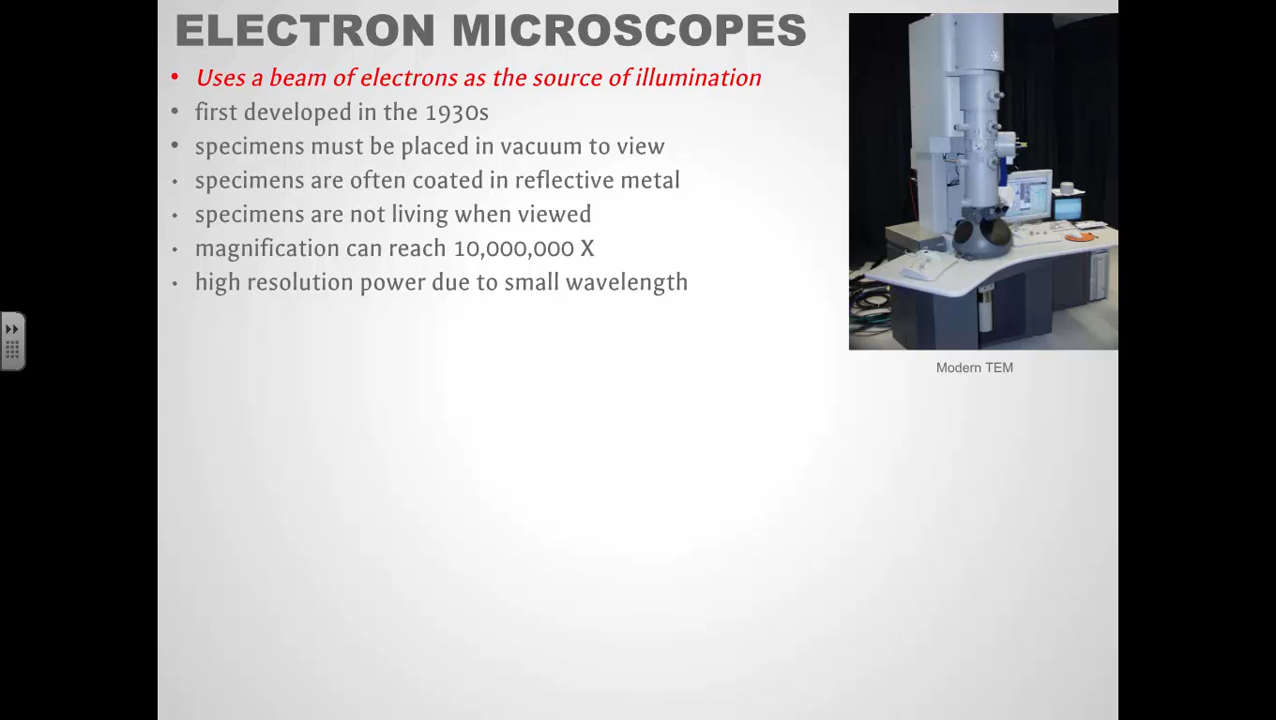 ELECTRON MICROSCOPES
• Uses a beam of electrons as the source of illumination
• first developed in the 1930s
• specimens must be placed in vacuum to view
• specimens are often coated in reflective metal
• specimens are not living when viewed
• magnification can reach 10,000,000 X
• high resolution power due to small wavelength
Modern TEM